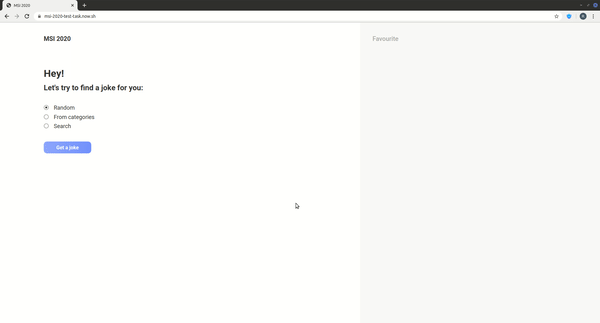 MSI 2020
msi-2020-test-task.now.sh
MSI 2020
Favourite
Hey!
Let's try to find a joke for you:
Random
From categories
Search
Get a joke